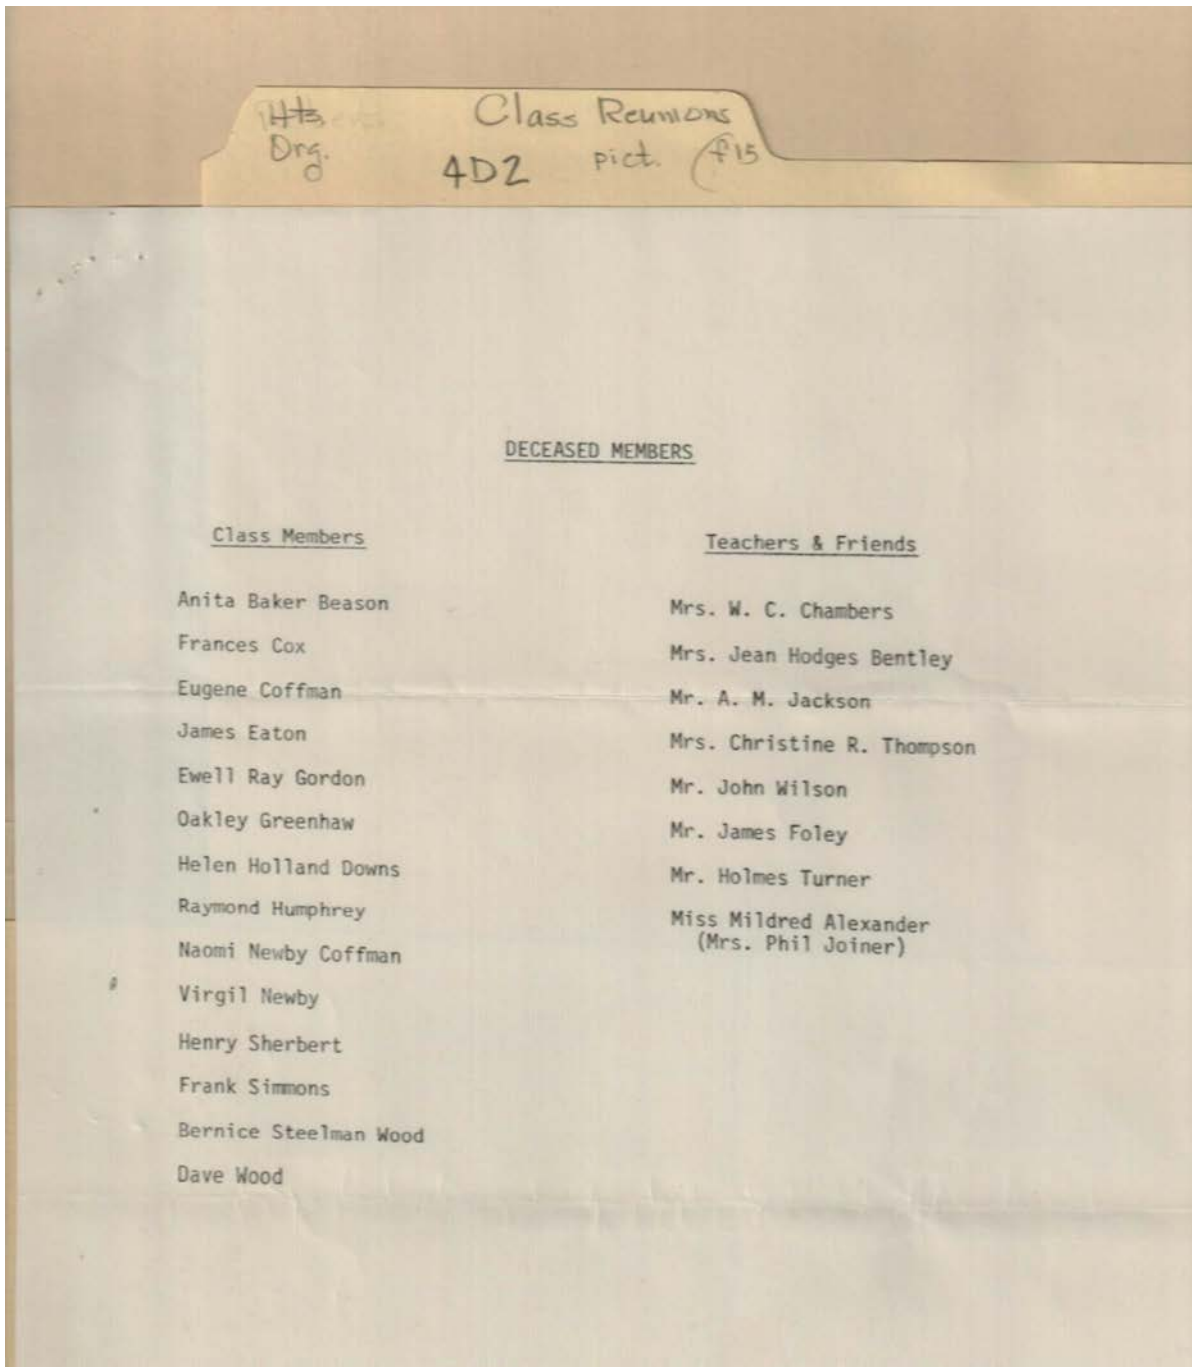 Hts. Class Reunions
Org. 4D2 pict. f15
DECEASED MEMBERS
Class Members
Anita Baker Beason
Frances Cox
Eugene Coffman
James Eaton
Ewell Ray Gordon
Oakley Greenhaw
Helen Holland Downs
Raymond Humphrey
Naomi Newby Coffman
Virgil Newby
Henry Sherbert
Frank Simmons
Bernice Steelman Wood
Dave Wood
Teachers & Friends
Mrs. W. C. Chambers
Mrs. Jean Hodges Bentley
Mr. A. M. Jackson
Mrs. Christine R. Thompson
Mr. John Wilson
Mr. James Foley
Mr. Holmes Turner
Miss Mildred Alexander
(Mrs. Phil Joiner)